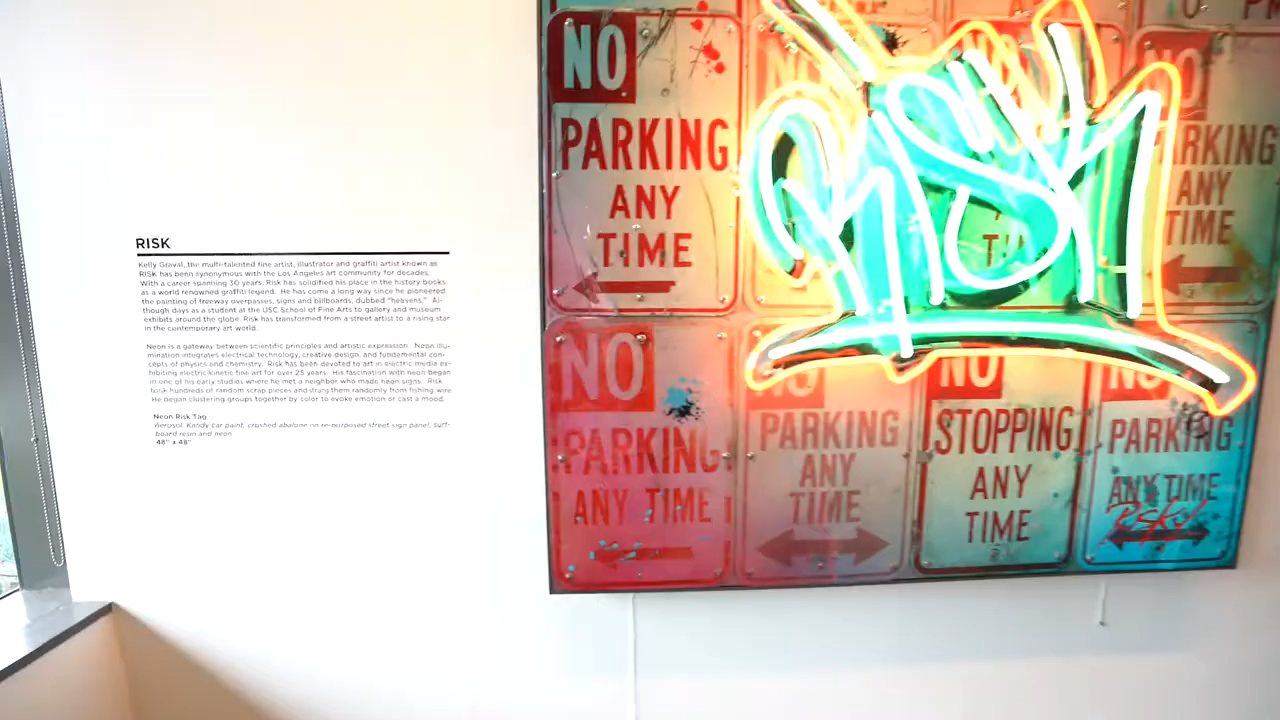 RISK
Kelly Graval, the multi-talented fine artist, illustrator and graffiti artist known as
RISK has been synonymous with the Los Angeles art community for decades.
With a career spanning 30 years, Risk has solidified his place in the history books
as a world renowned graffiti legend. He has come a long way since he pioneered
the painting of freeway overpasses, signs and billboards, dubbed "heavens." Al-
though days as a student at the USC School of Fine Arts to gallery and museum
exhibits around the globe. Risk has transformed from a street artist to a rising star
in the contemporary art world.
Neon is a gateway between scientific principles and artistic expression. Neon illu-
mination integrates electrical technology, creative design, and fundamental con-
cepts of physics and chemistry. Risk has been devoted to art in electric media ex-
hibiting electric kinetic fine art for over 25 years. His fascination with neon began
in one of his early studios where he met a neighbor who made neon signs. Risk
took hundreds of random scrap pieces and strung them randomly from fishing wire
He began clustering groups together by color to evoke emotion or cast a mood.
Neon Risk Tag
Aerosol, Kandy car paint, crushed abalone on re-purposed street sign panel, surf-
board resin and neon
48" x 48"
NO
PARKING
ANY
TIME
RISK
NO
PARKING
ANY
TIME
NO
PARKING
ANY TIME
NO
PARKING
ANY
TIME
NO
STOPPING
ANY
TIME
NO
PARKING
ANY TIME
Risky